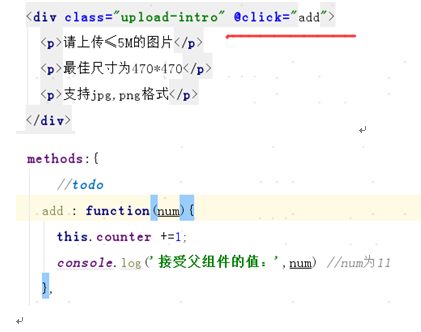 <div class="upload-intro" @click="add">
<p>请上传≤5M的图片</p>
<p>最佳尺寸为470*470</p>
<p>支持jpg,png格式</p>
</div>
methods:{
//todo
add : function(num){
this.counter +=1;
console.log('接受父组件的值：',num) //num为11
},